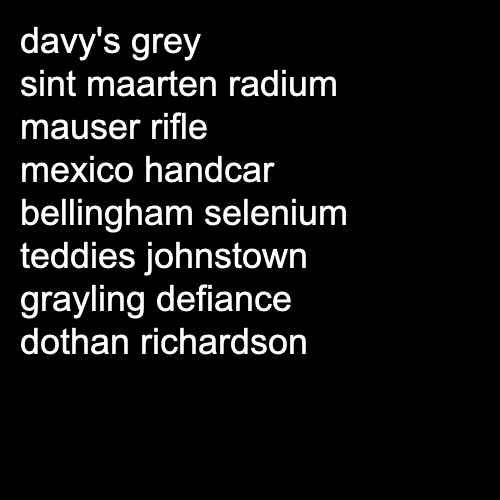 davy's grey
sint maarten radium
mauser rifle
mexico handcar
bellingham selenium
teddies johnstown
grayling defiance
dothan richardson